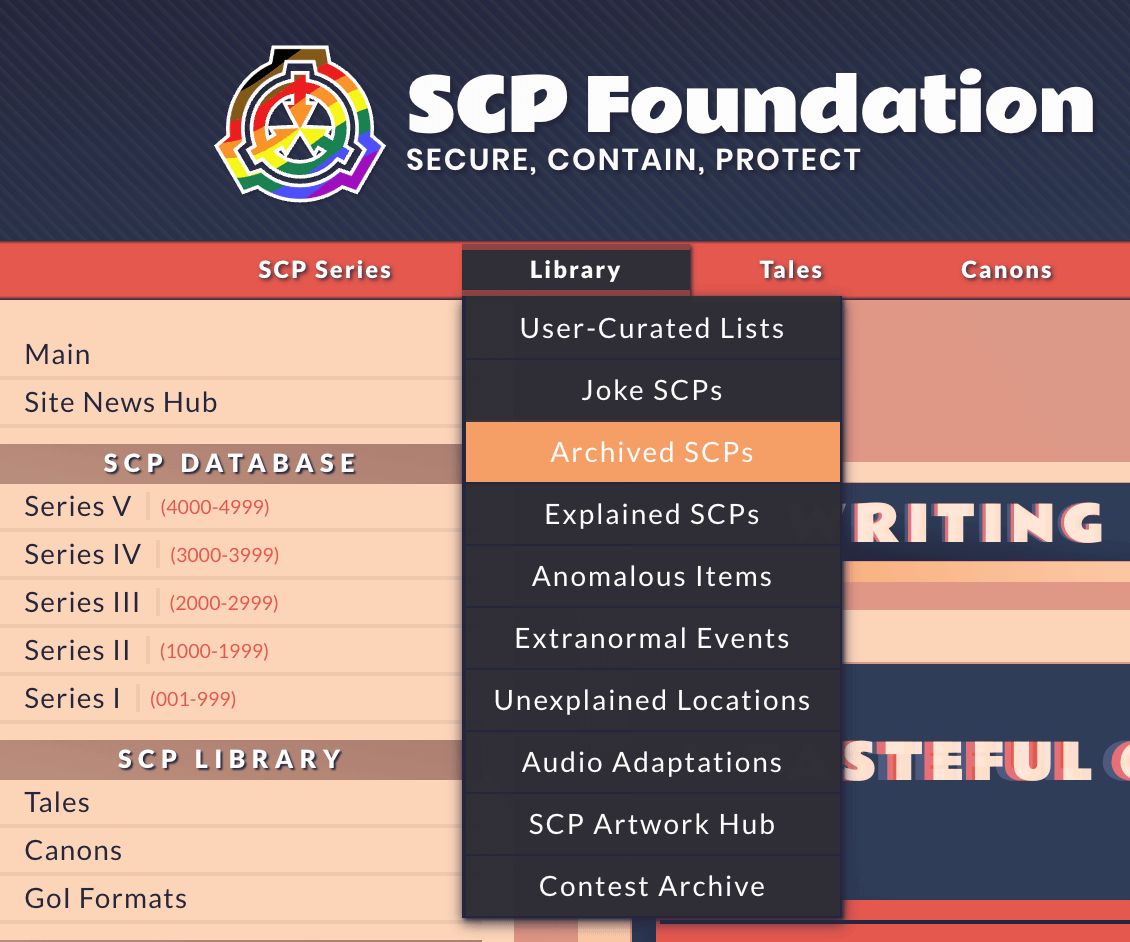 SCP Foundation
SECURE, CONTAIN, PROTECT
SCP Series
Library
Tales
Canons
Main
Site News Hub
SCP DATABASE
Series V (4000-4999)
Series IV (3000-3999)
Series III (2000-2999)
Series II (1000-1999)
Series I (001-999)
SCP LIBRARY
Tales
Canons
GoI Formats
User-Curated Lists
Joke SCPs
Archived SCPs
Explained SCPs
Anomalous Items
Extranormal Events
Unexplained Locations
Audio Adaptations
SCP Artwork Hub
Contest Archive
WRITING
ASTEFUL